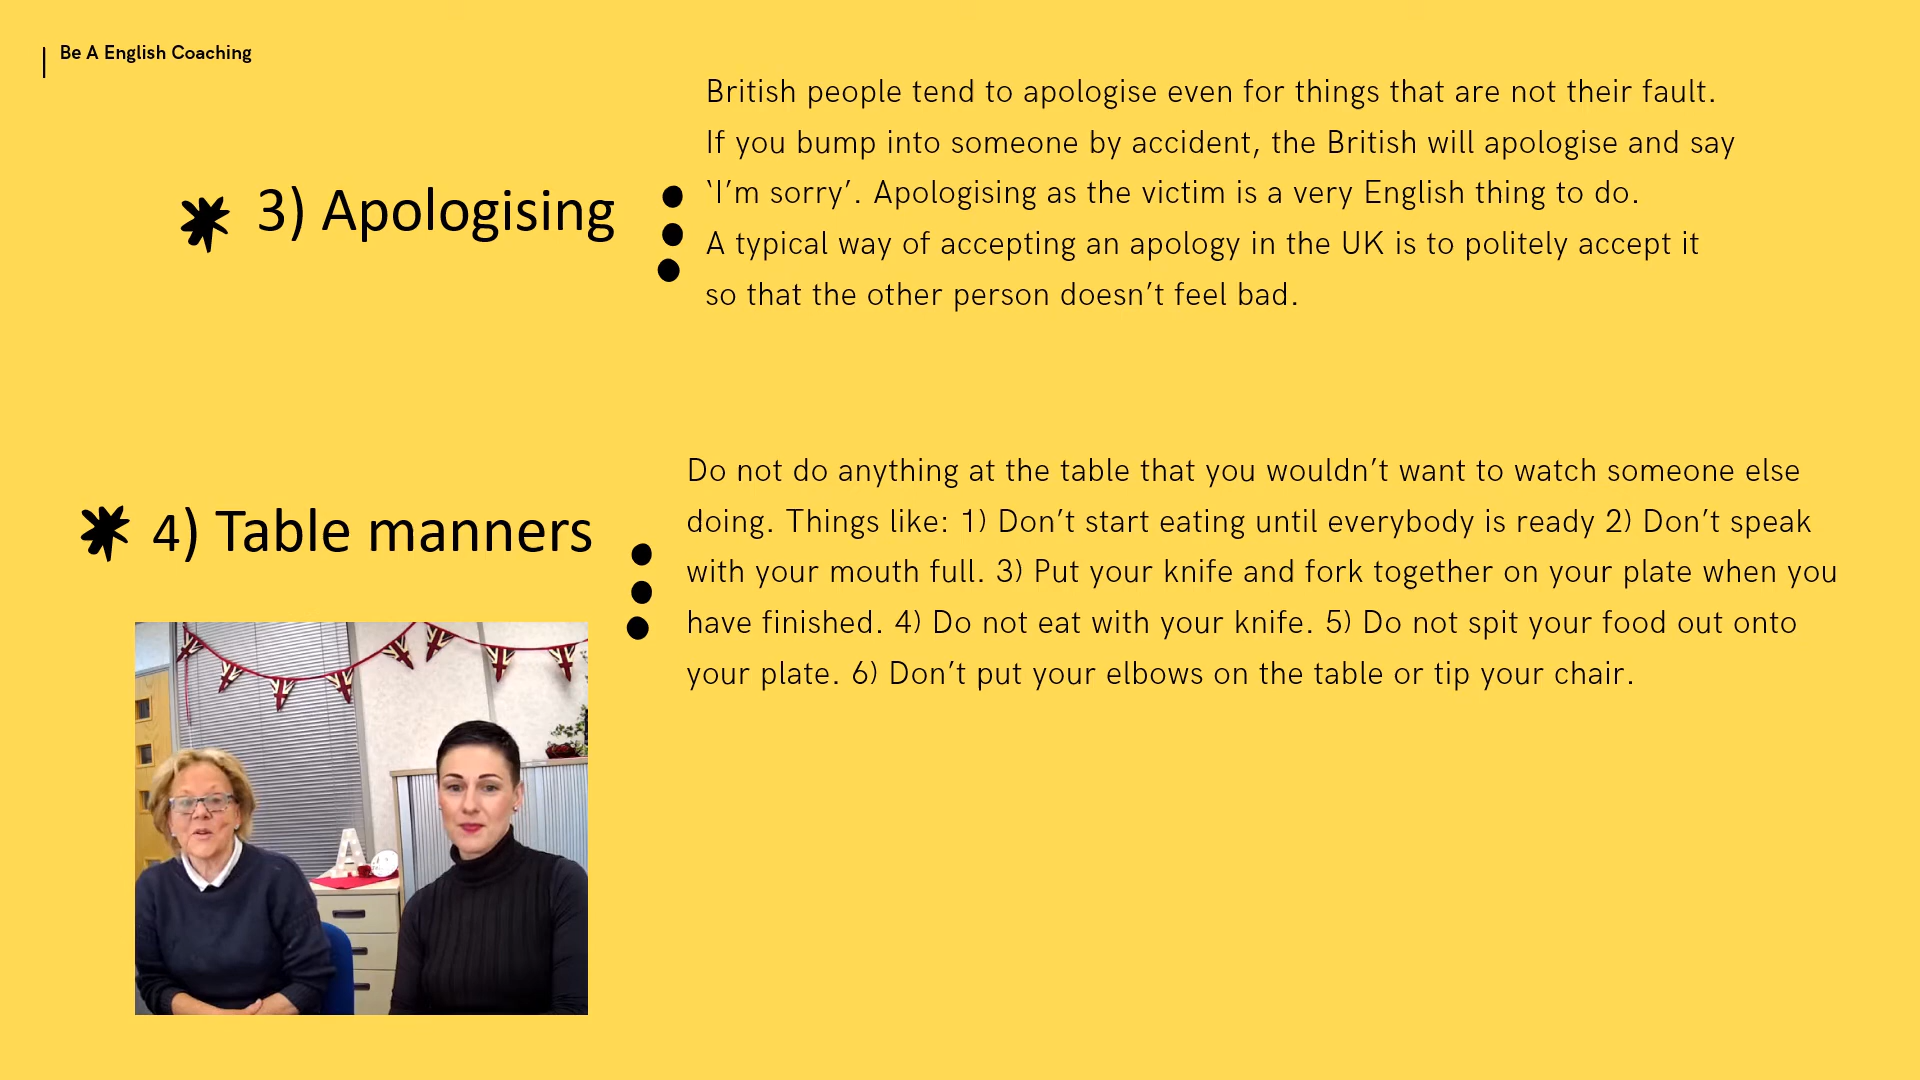 Be A English Coaching
3) Apologising
British people tend to apologise even for things that are not their fault.
If you bump into someone by accident, the British will apologise and say
‘I’m sorry’. Apologising as the victim is a very English thing to do.
A typical way of accepting an apology in the UK is to politely accept it
so that the other person doesn’t feel bad.
4) Table manners
Do not do anything at the table that you wouldn’t want to watch someone else
doing. Things like: 1) Don’t start eating until everybody is ready 2) Don’t speak
with your mouth full. 3) Put your knife and fork together on your plate when you
have finished. 4) Do not eat with your knife. 5) Do not spit your food out onto
your plate. 6) Don’t put your elbows on the table or tip your chair.
A